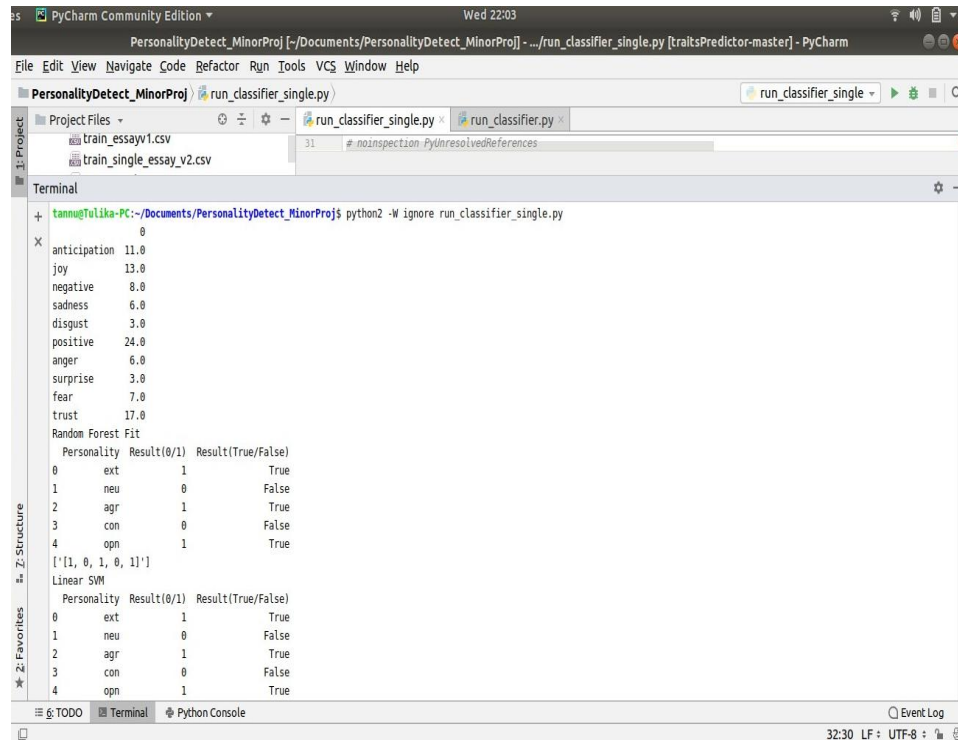 es PyCharm Community Edition ▾ Wed 22:03
PersonalityDetect_MinorProj [~/Documents/PersonalityDetect_MinorProj] - .../run_classifier_single.py [traitsPredictor-master] - PyCharm
File Edit View Navigate Code Refactor Run Tools VCS Window Help
PersonalityDetect_MinorProj run_classifier_single.py run_classifier_single
1: Project
Project Files run_classifier_single.py × run_classifier.py ×
train_essayv1.csv 31 # noinspection PyUnresolvedReferences
train_single_essay_v2.csv
Terminal
tannu@Tulika-PC:~/Documents/PersonalityDetect_MinorProj$ python2 -W ignore run_classifier_single.py
0
anticipation 11.0
joy 13.0
negative 8.0
sadness 6.0
disgust 3.0
positive 24.0
anger 6.0
surprise 3.0
fear 7.0
trust 17.0
Random Forest Fit
Personality Result(0/1) Result(True/False)
0 ext 1 True
1 neu 0 False
2 agr 1 True
3 con 0 False
4 opn 1 True
['[1, 0, 1, 0, 1]']
Linear SVM
Personality Result(0/1) Result(True/False)
0 ext 1 True
1 neu 0 False
2 agr 1 True
3 con 0 False
4 opn 1 True
Z: Structure
2: Favorites
6: TODO Terminal Python Console Event Log
32:30 LF UTF-8